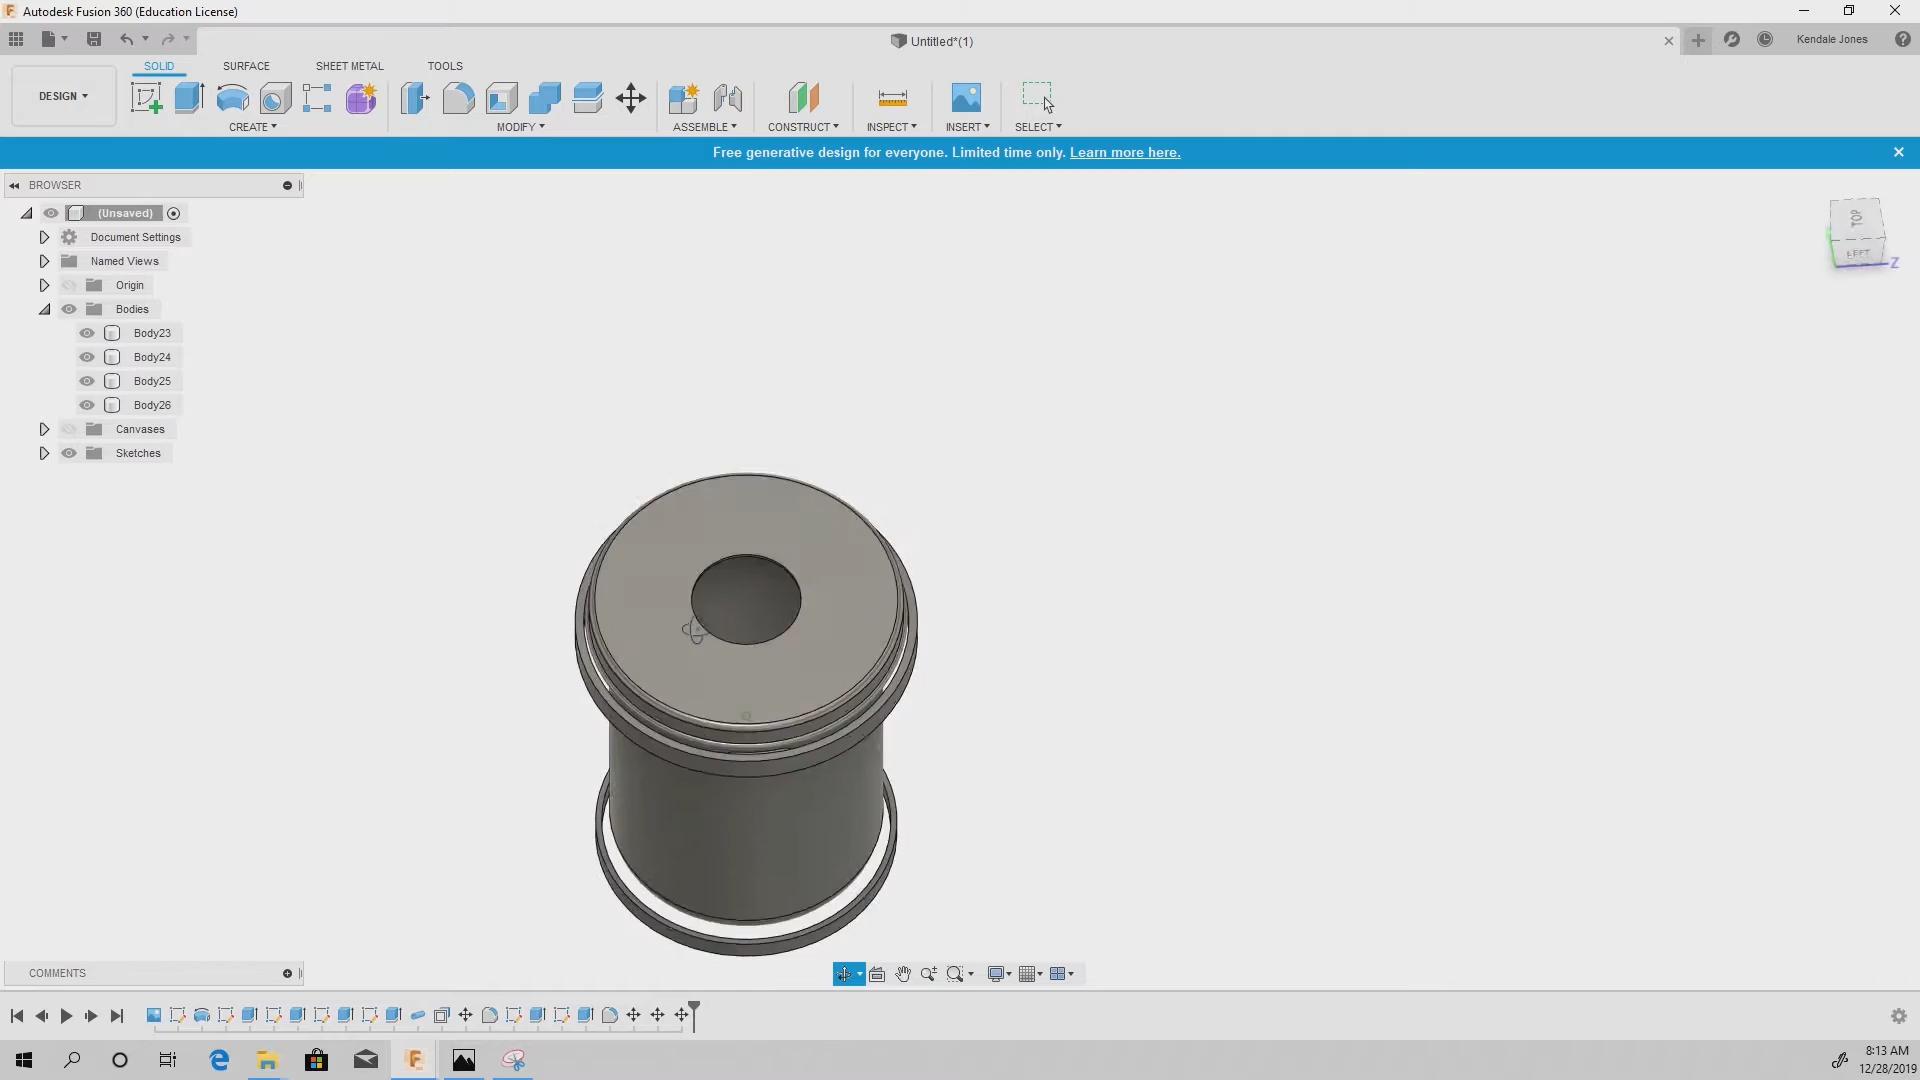 Autodesk Fusion 360 (Education License)
Untitled*(1)
Kendale Jones
SOLID SURFACE SHEET METAL TOOLS
DESIGN
CREATE MODIFY ASSEMBLE CONSTRUCT INSPECT INSERT SELECT
Free generative design for everyone. Limited time only. Learn more here.
BROWSER
(Unsaved)
Document Settings
Named Views
Origin
Bodies
Body23
Body24
Body25
Body26
Canvases
Sketches
TOP
LEFT
Z
COMMENTS
8:13 AM
12/28/2019